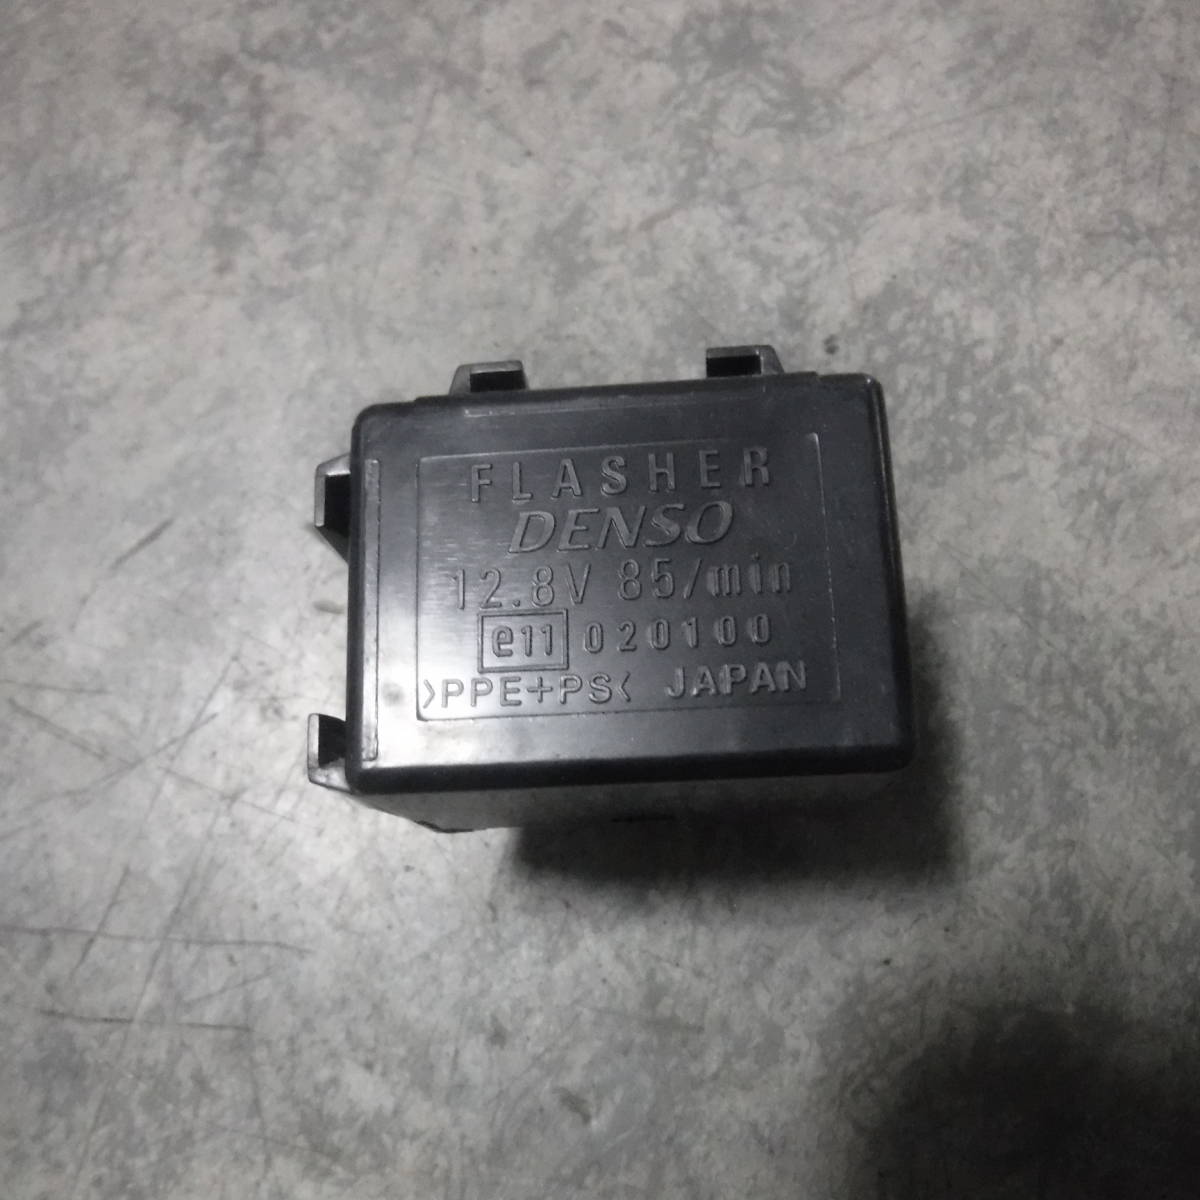 FLASHER
DENSO
12.8V 85/min
e11 020100
>PPE+PS< JAPAN